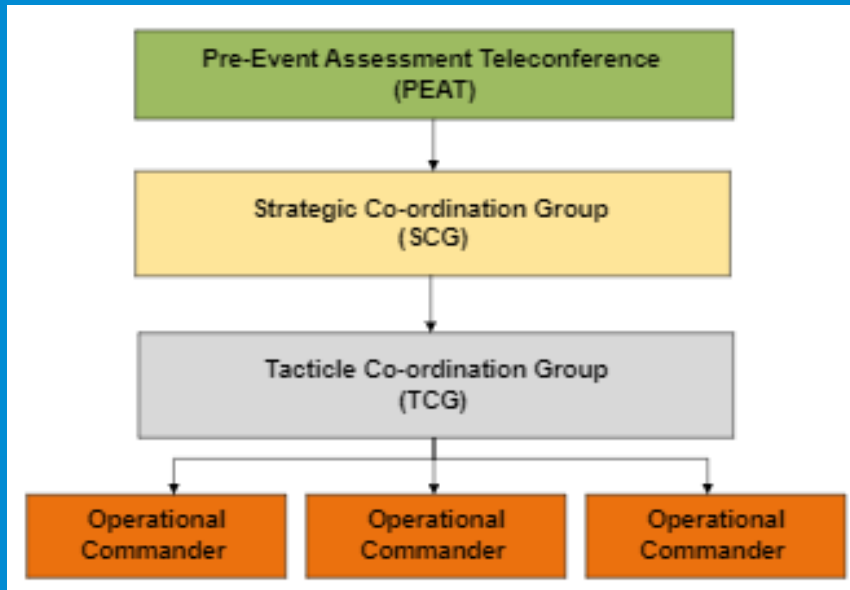 Pre-Event Assessment Teleconference
(PEAT)
Strategic Co-ordination Group
(SCG)
Tacticle Co-ordination Group
(TCG)
Operational
Commander
Operational
Commander
Operational
Commander